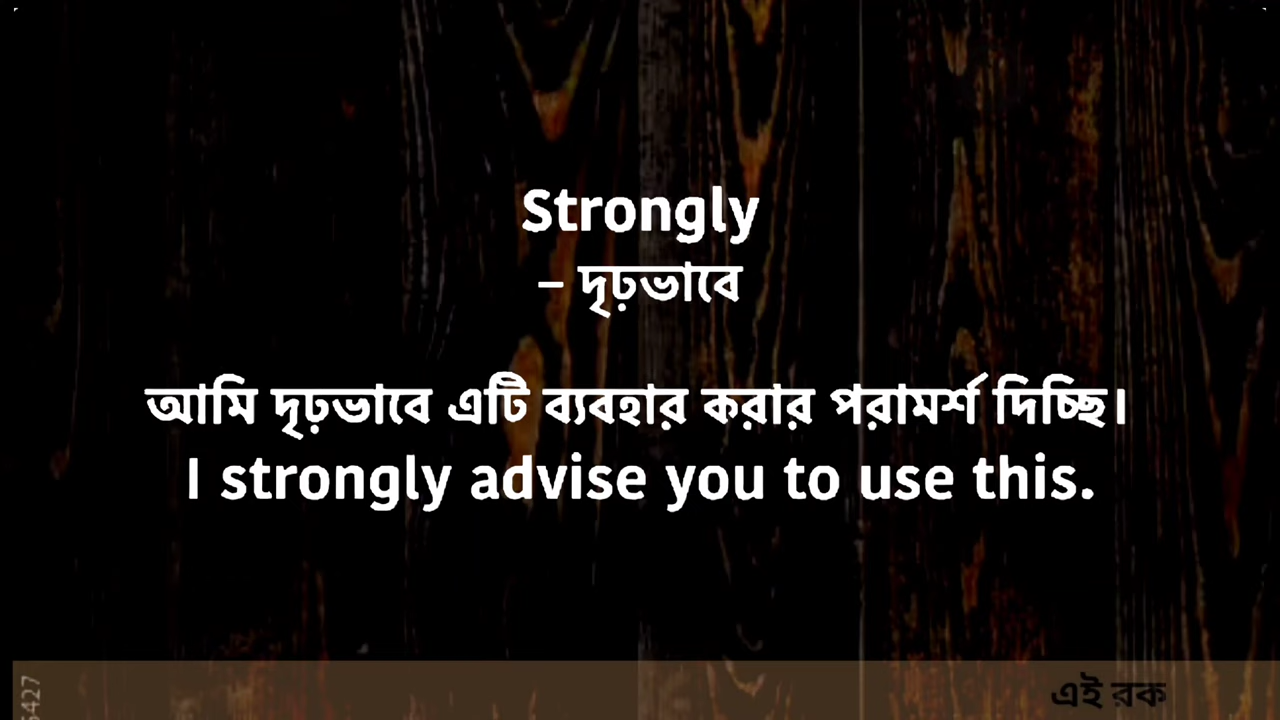 Strongly
– দৃঢ়ভাবে
আমি দৃঢ়ভাবে এটি ব্যবহার করার পরামর্শ দিচ্ছি।
I strongly advise you to use this.
এই রক